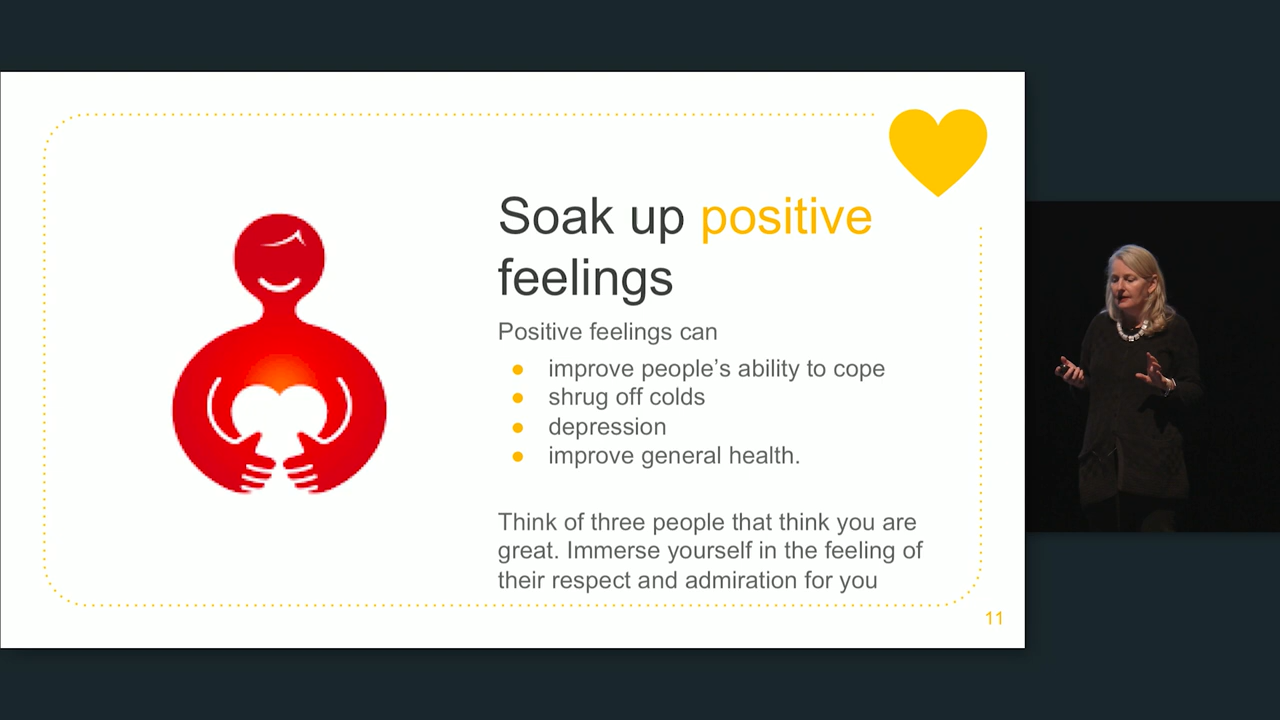 Soak up positive
feelings
Positive feelings can
● improve people’s ability to cope
● shrug off colds
● depression
● improve general health.
Think of three people that think you are
great. Immerse yourself in the feeling of
their respect and admiration for you
11